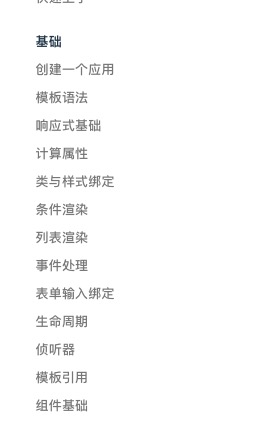 基础
创建一个应用
模板语法
响应式基础
计算属性
类与样式绑定
条件渲染
列表渲染
事件处理
表单输入绑定
生命周期
侦听器
模板引用
组件基础